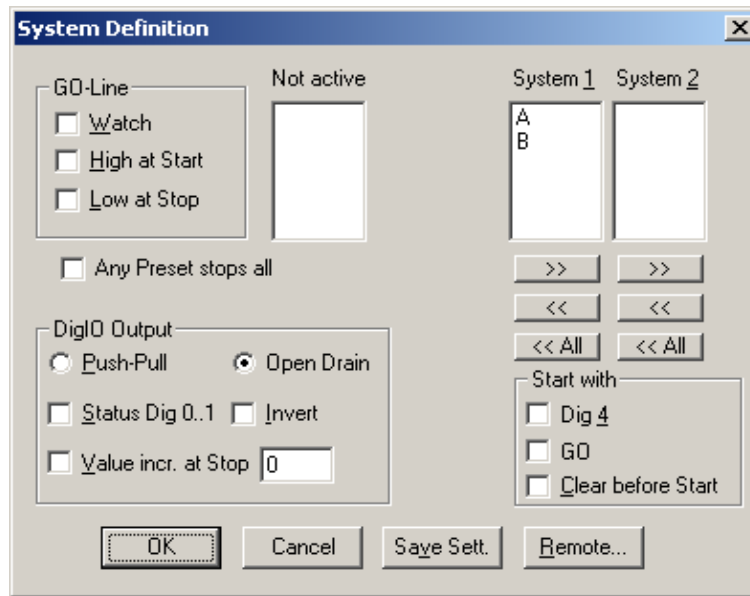 System Definition
GO-Line
Watch
High at Start
Low at Stop
Not active
System 1
System 2
A
B
Any Preset stops all
>>
>>
<<
<<
<< All
<< All
DigIO Output
Push-Pull
Open Drain
Status Dig 0..1
Invert
Value incr. at Stop
0
Start with
Dig 4
GO
Clear before Start
OK
Cancel
Save Sett.
Remote...